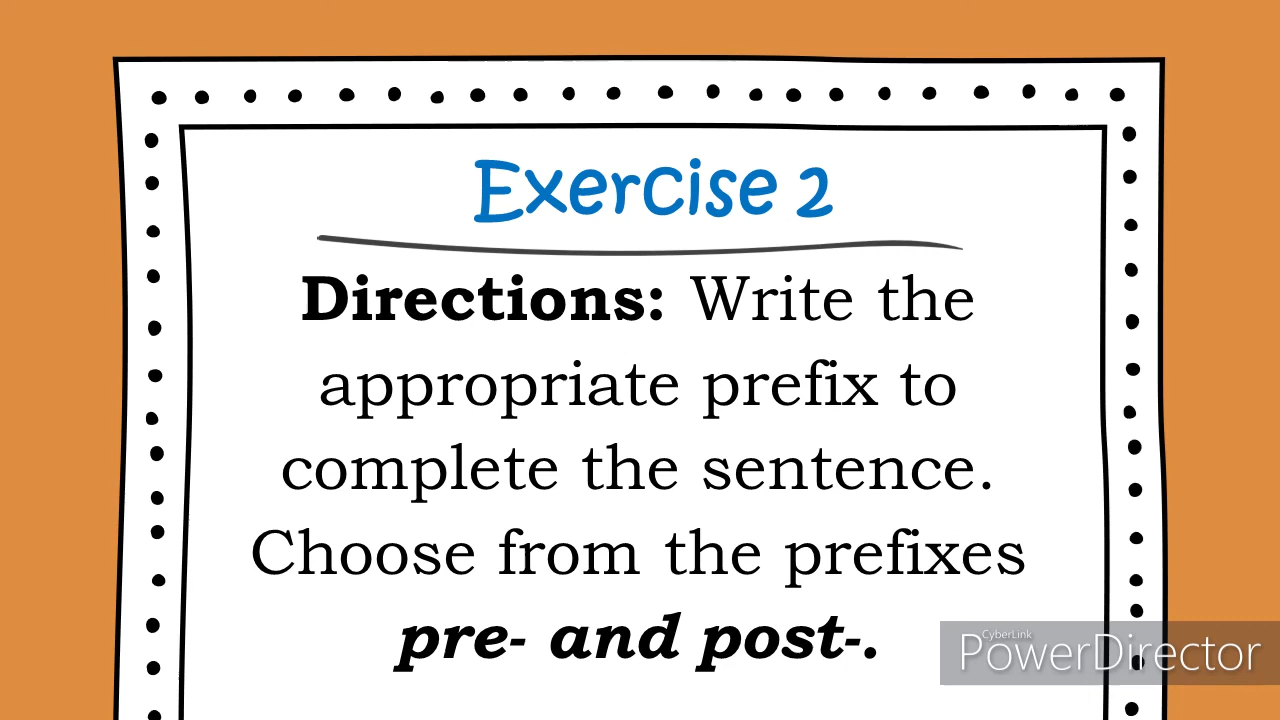 Exercise 2
Directions: Write the
appropriate prefix to
complete the sentence.
Choose from the prefixes
pre- and post-.
CyberLink
PowerDirector